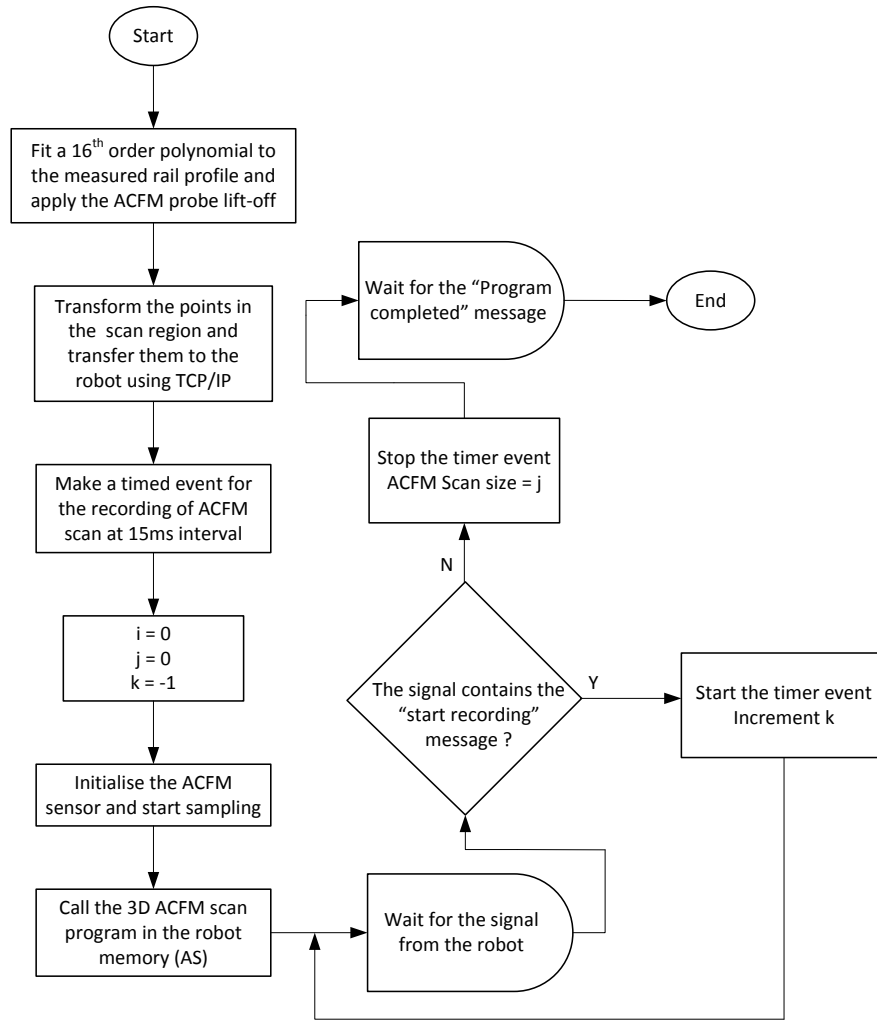 Start
Fit a 16th order polynomial to
the measured rail profile and
apply the ACFM probe lift-off
Transform the points in
the scan region and
transfer them to the
robot using TCP/IP
Make a timed event for
the recording of ACFM
scan at 15ms interval
i = 0
j = 0
k = -1
Initialise the ACFM
sensor and start sampling
Call the 3D ACFM scan
program in the robot
memory (AS)
Wait for the signal
from the robot
The signal contains the
“start recording”
message ?
Y
Start the timer event
Increment k
N
Stop the timer event
ACFM Scan size = j
Wait for the “Program
completed” message
End